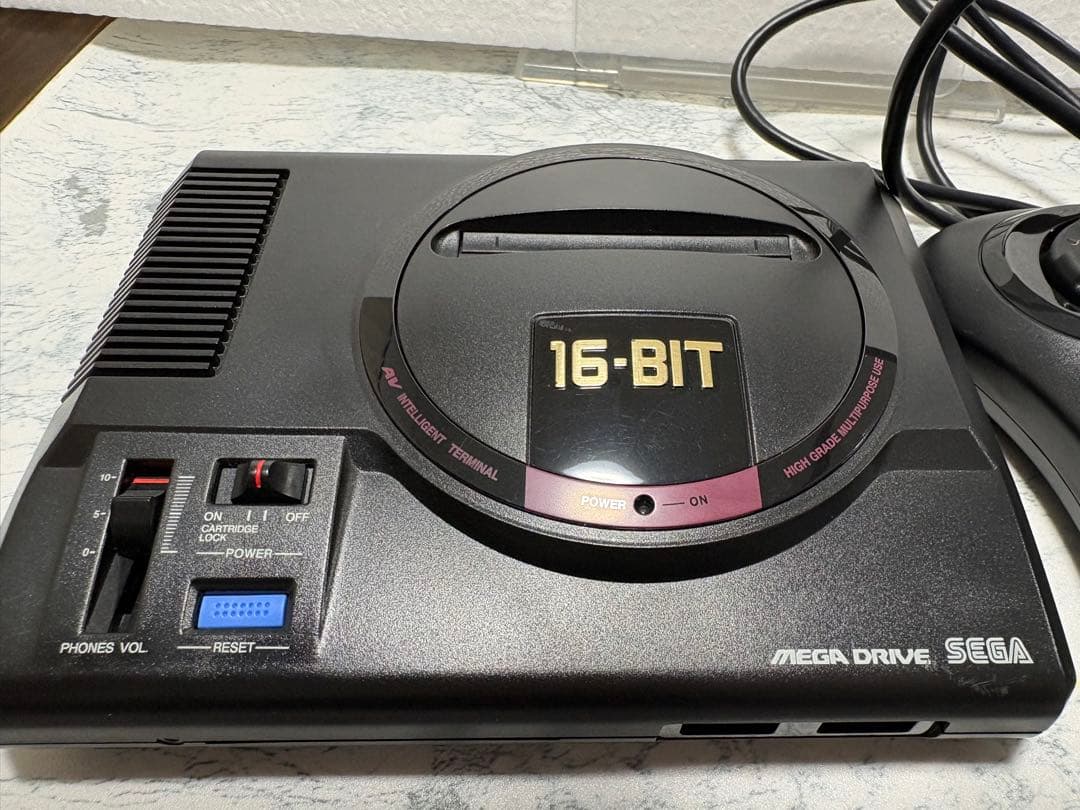 16-BIT
AV INTELLIGENT TERMINAL
HIGH GRADE MULTIPURPOSE USE
POWER ON
10
5
0
PHONES VOL.
ON OFF
CARTRIDGE
LOCK
POWER
RESET
MEGA DRIVE SEGA